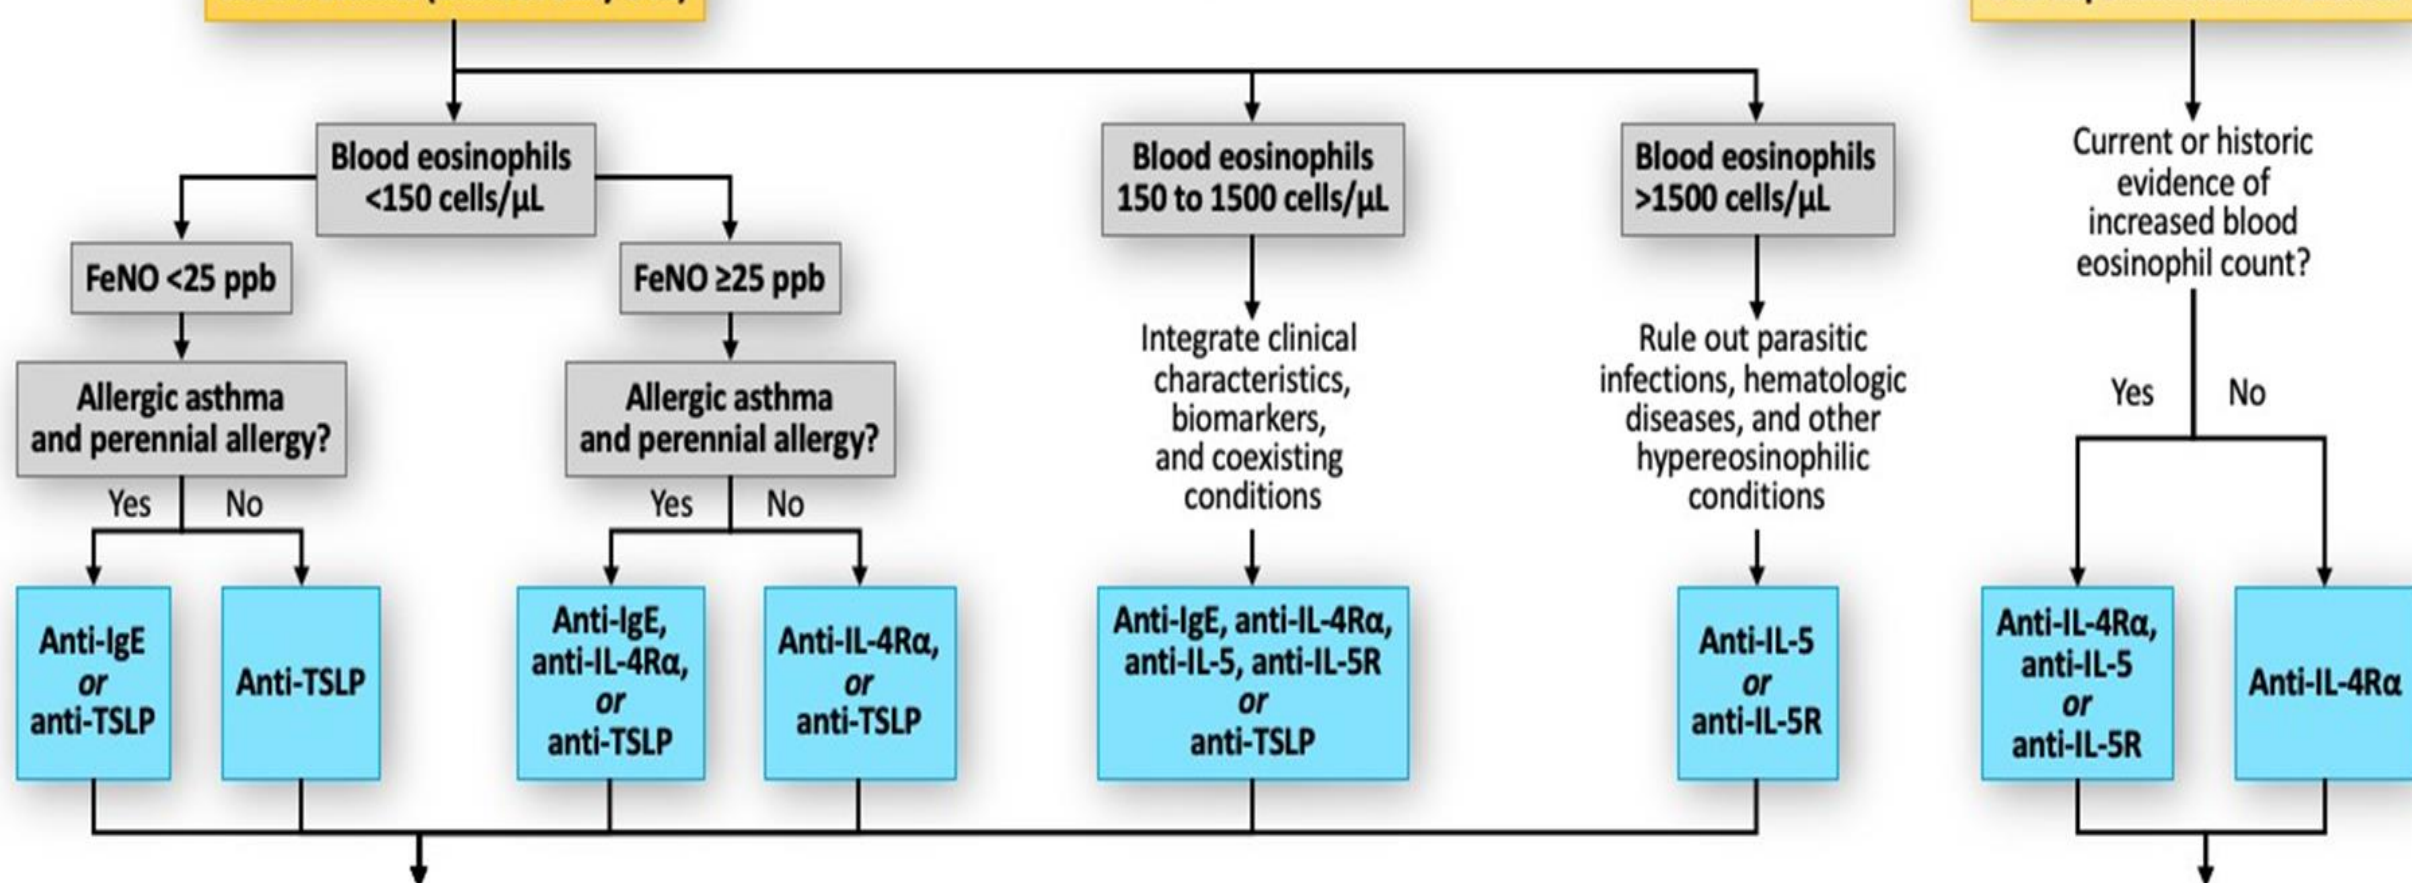 Blood eosinophils
<150 cells/μL
FeNO <25 ppb
Allergic asthma
and perennial allergy?
Yes
No
Anti-IgE
or
anti-TSLP
Anti-TSLP
FeNO ≥25 ppb
Allergic asthma
and perennial allergy?
Yes
No
Anti-IgE,
anti-IL-4Rα,
or
anti-TSLP
Anti-IL-4Rα,
or
anti-TSLP
Blood eosinophils
150 to 1500 cells/μL
Integrate clinical
characteristics,
biomarkers,
and coexisting
conditions
Anti-IgE, anti-IL-4Rα,
anti-IL-5, anti-IL-5R
or
anti-TSLP
Blood eosinophils
>1500 cells/μL
Rule out parasitic
infections, hematologic
diseases, and other
hypereosinophilic
conditions
Anti-IL-5
or
anti-IL-5R
Current or historic
evidence of
increased blood
eosinophil count?
Yes
No
Anti-IL-4Rα,
anti-IL-5
or
anti-IL-5R
Anti-IL-4Rα